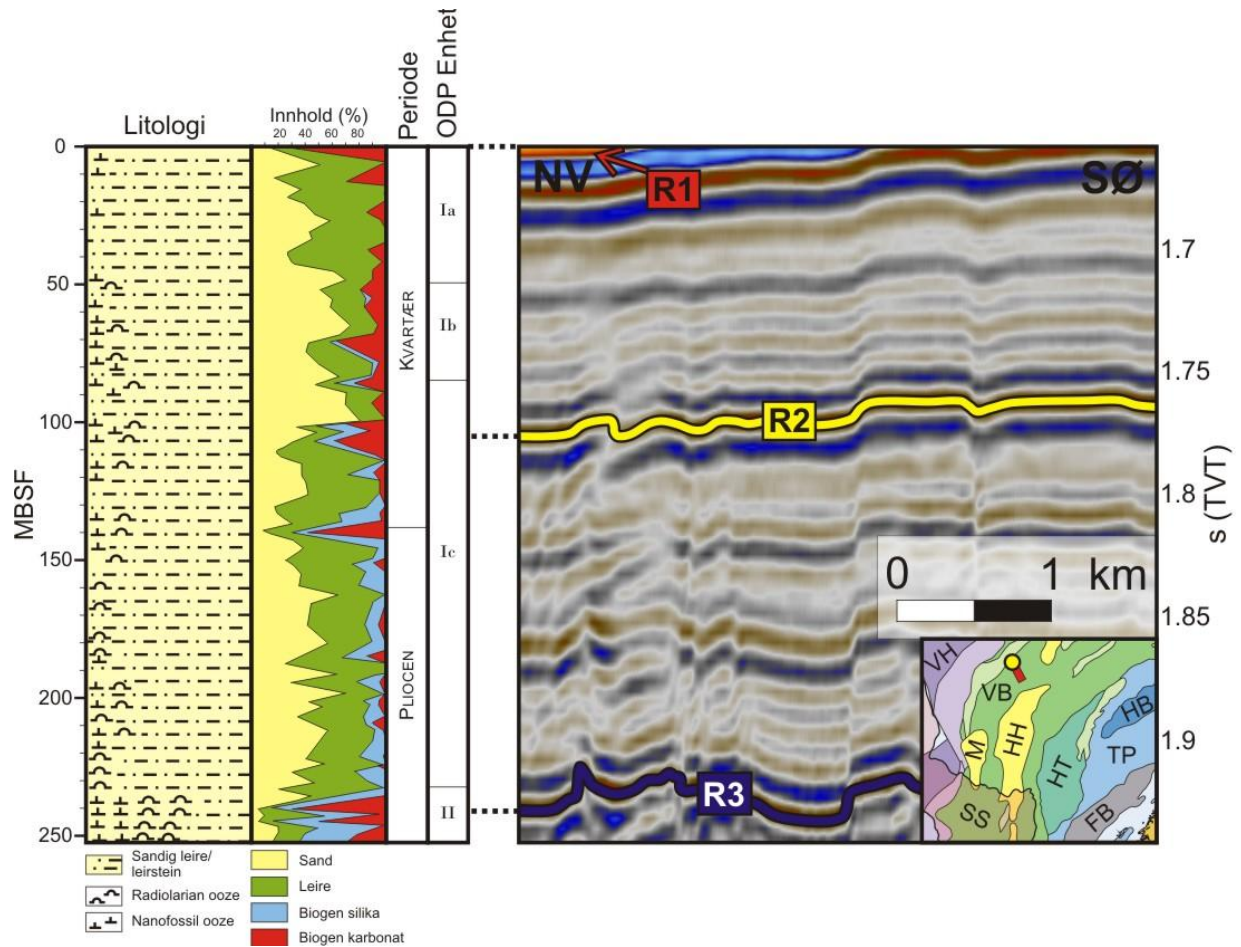 Litologi
Innhold (%)
20 40 60 80
Periode
ODP Enhet
MBSF
0
50
100
150
200
250
KVARTÆR
PLIOCEN
Ia
Ib
Ic
II
NV
SØ
R1
R2
R3
1.7
1.75
1.8
1.85
1.9
s (TVT)
0 1 km
VH
VB
HB
M
HH
HT
TP
SS
FB
Sandig leire/
leirstein
Radiolarian ooze
Nanofossil ooze
Sand
Leire
Biogen silika
Biogen karbonat